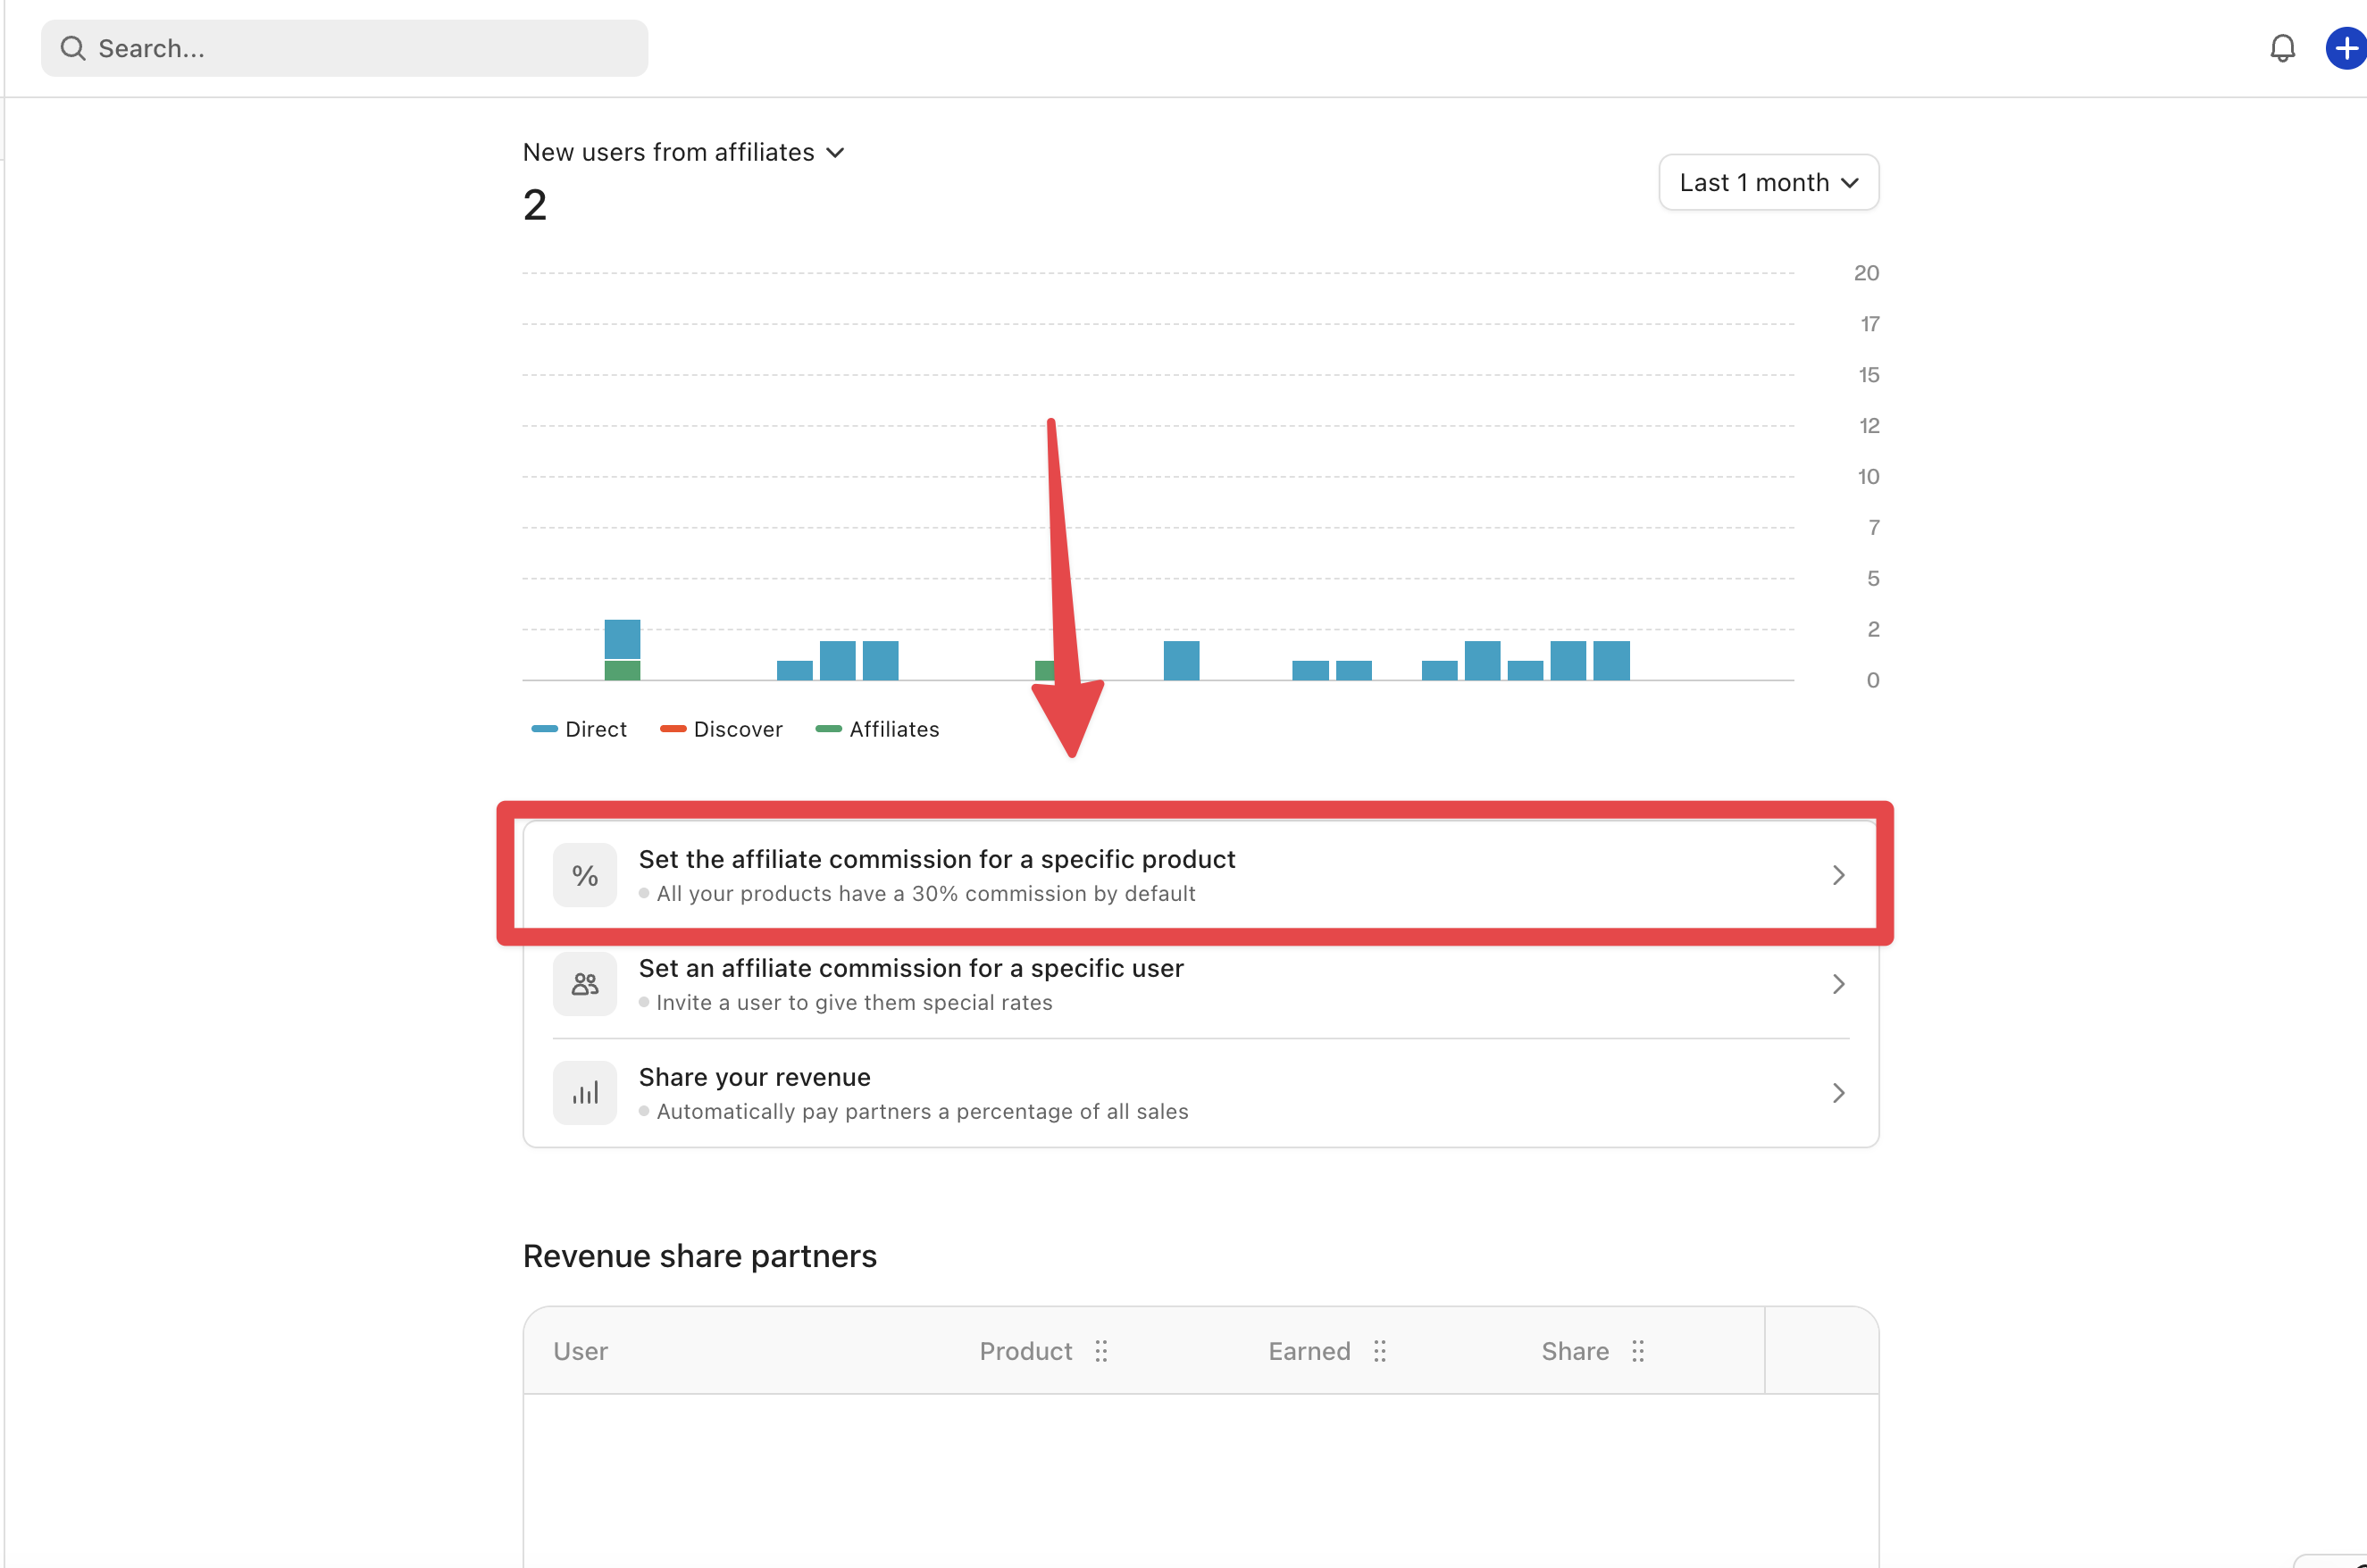 Search...
New users from affiliates
2
Last 1 month
20
17
15
12
10
7
5
2
0
Direct Discover Affiliates
%
Set the affiliate commission for a specific product
All your products have a 30% commission by default
Set an affiliate commission for a specific user
Invite a user to give them special rates
Share your revenue
Automatically pay partners a percentage of all sales
Revenue share partners
User Product Earned Share